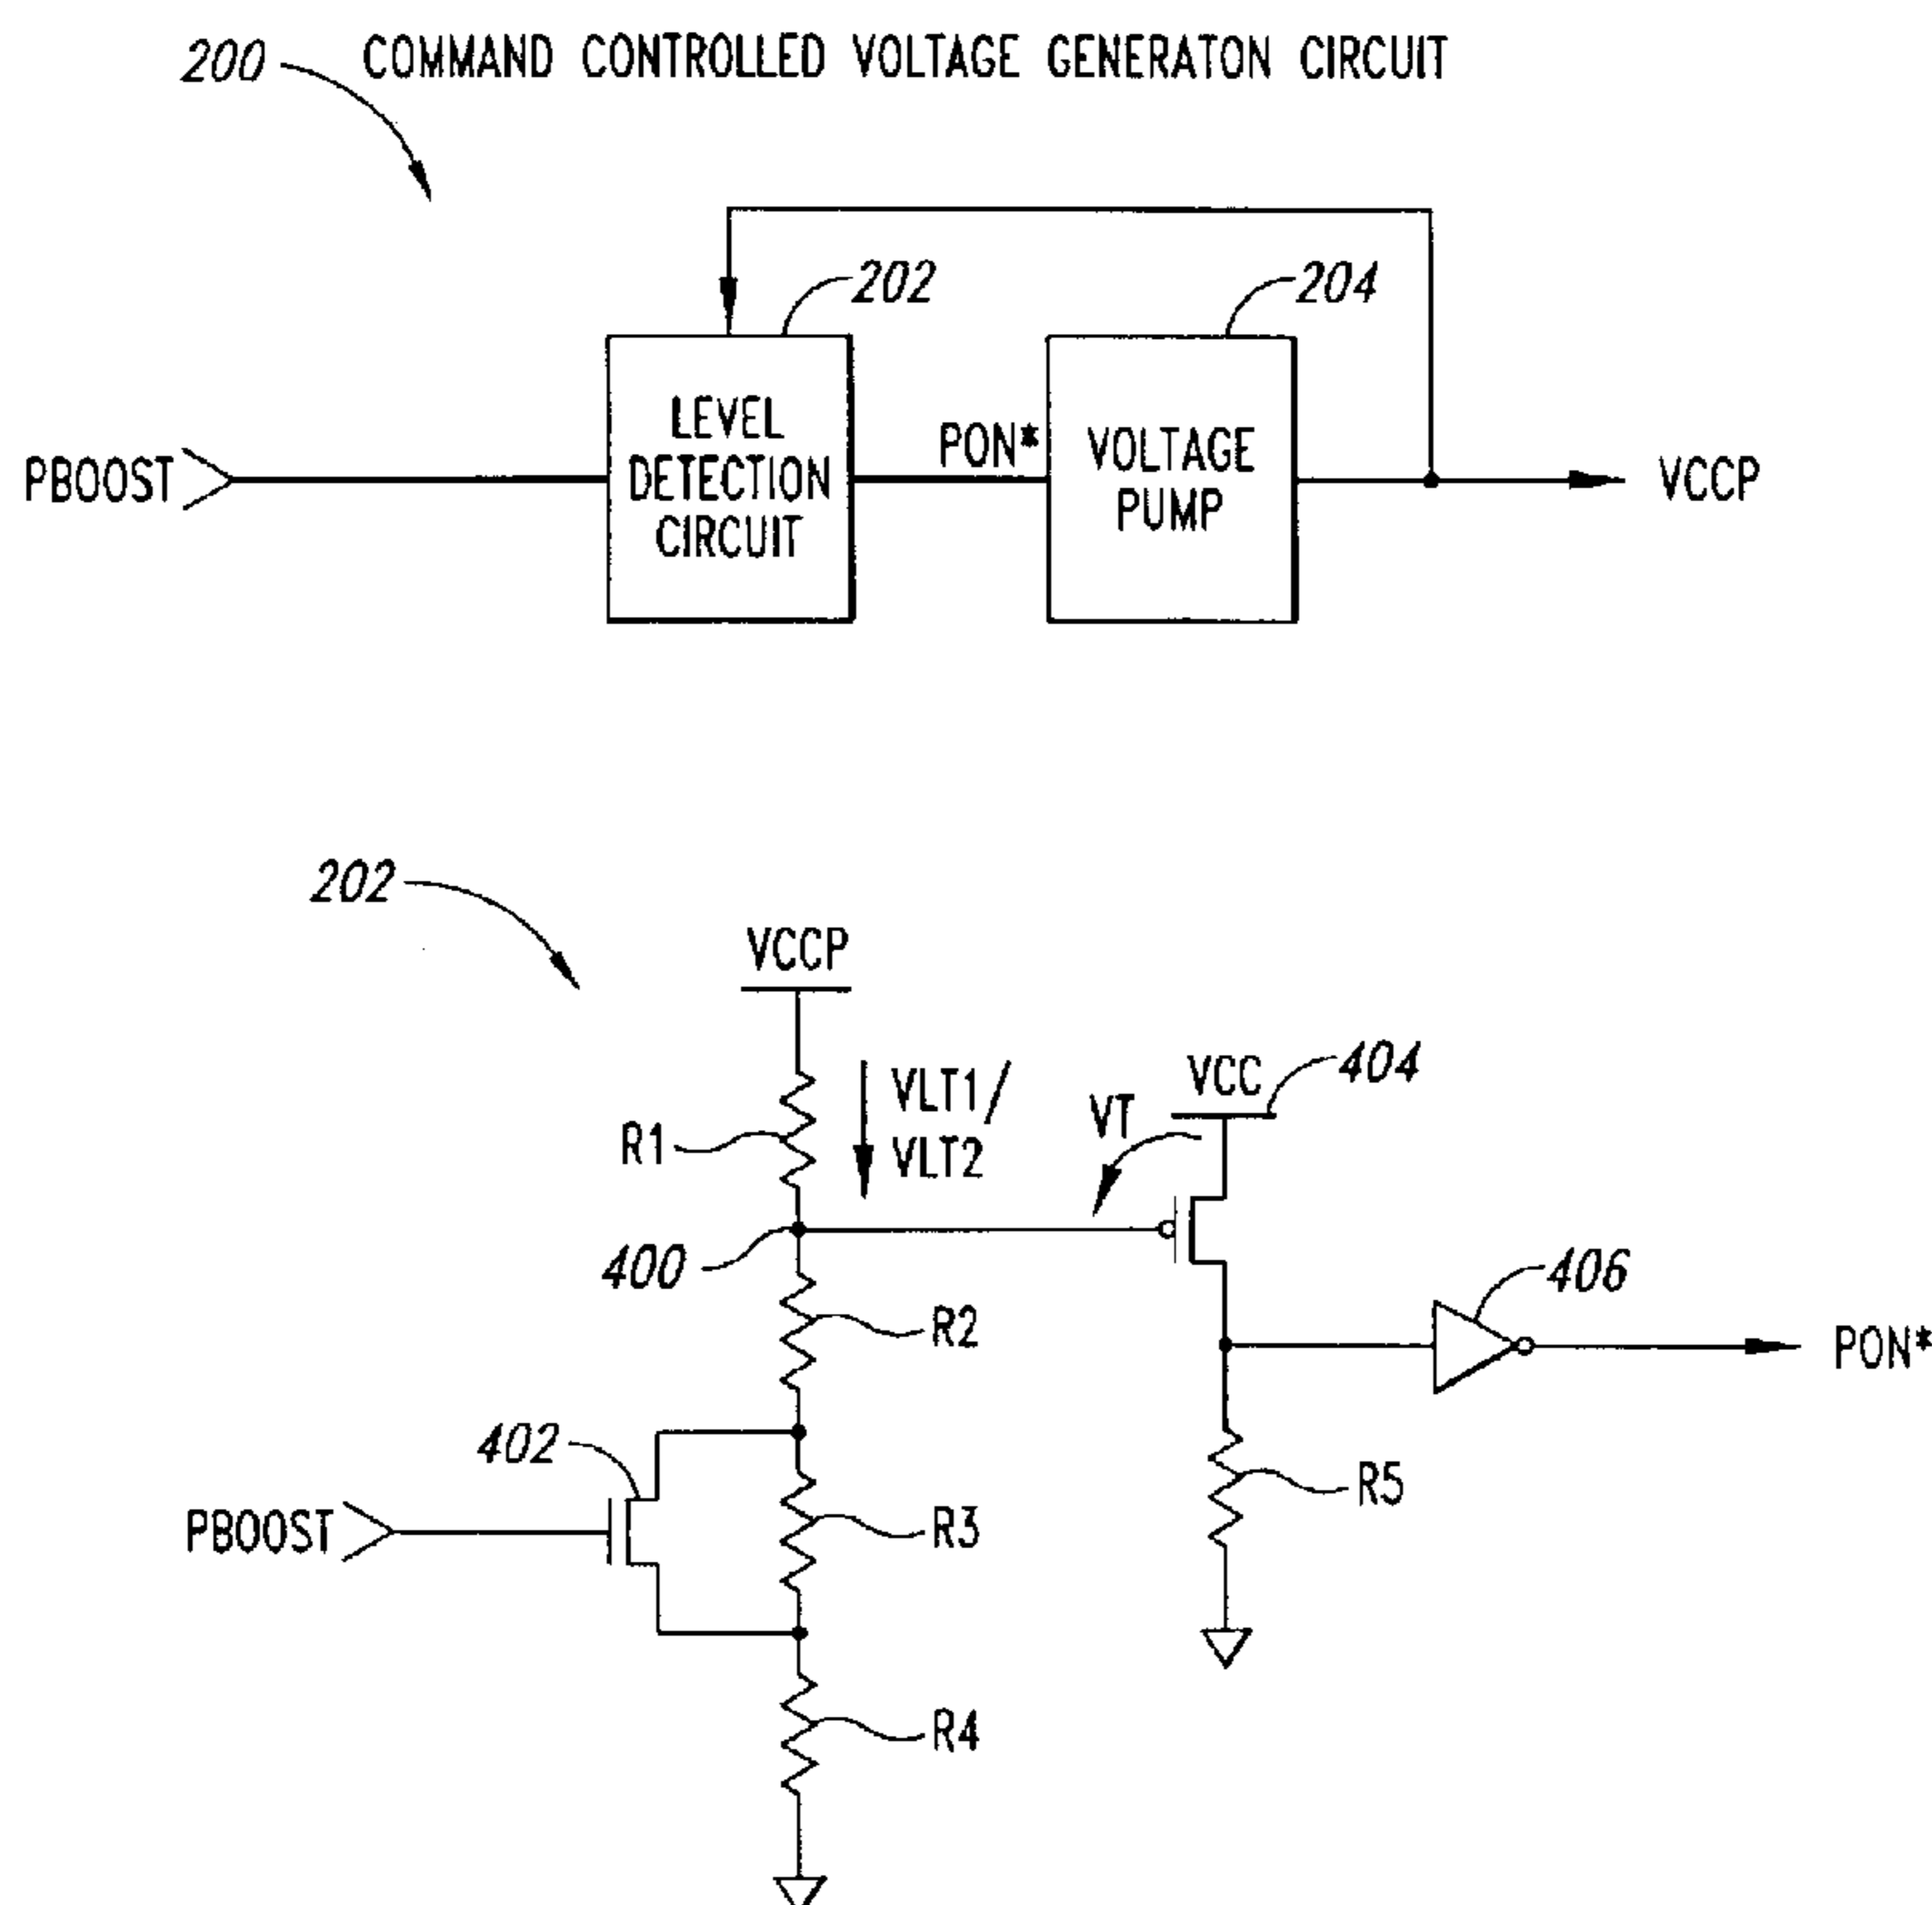 200
COMMAND CONTROLLED VOLTAGE GENERATON CIRCUIT
202
204
PBOOST
LEVEL
DETECTION
CIRCUIT
PON*
VOLTAGE
PUMP
VCCP
202
VCCP
R1
VLT1/
VLT2
VT
VCC
404
400
R2
406
PON*
402
PBOOST
R3
R5
R4